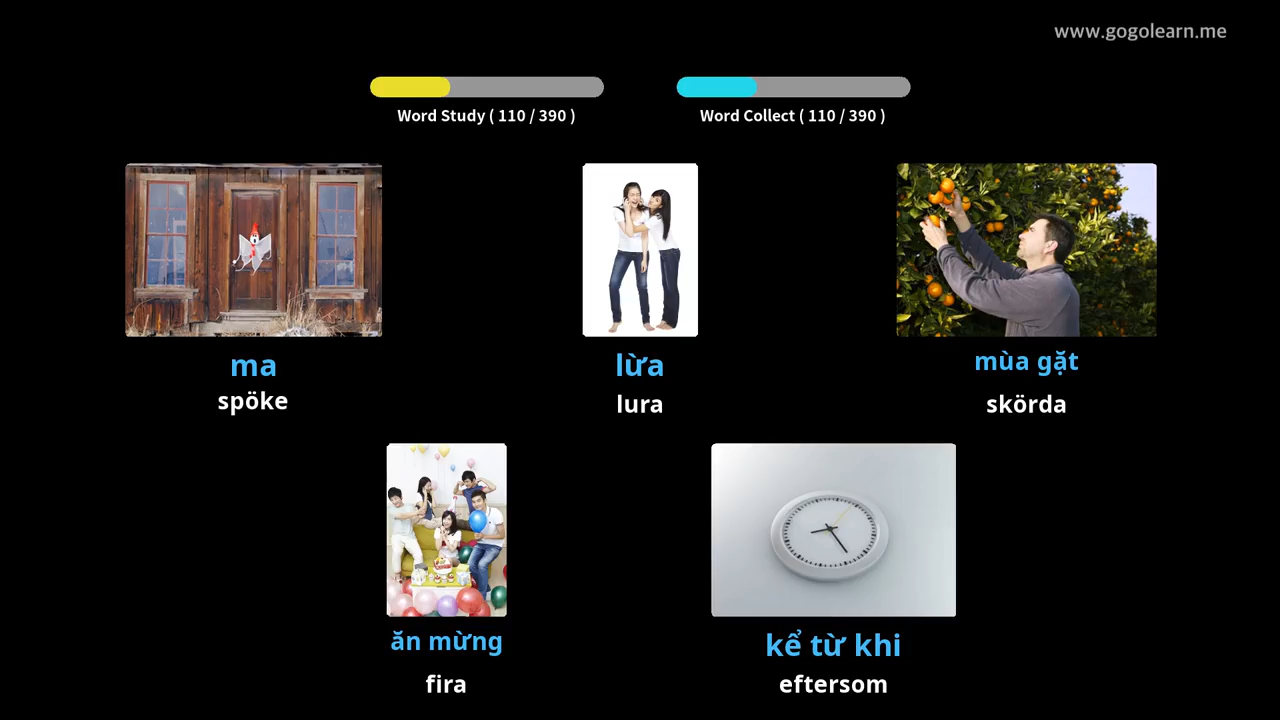 www.gogolearn.me
Word Study ( 110 / 390 )
Word Collect ( 110 / 390 )
ma
spöke
lừa
lura
mùa gặt
skörda
ăn mừng
fira
kể từ khi
eftersom